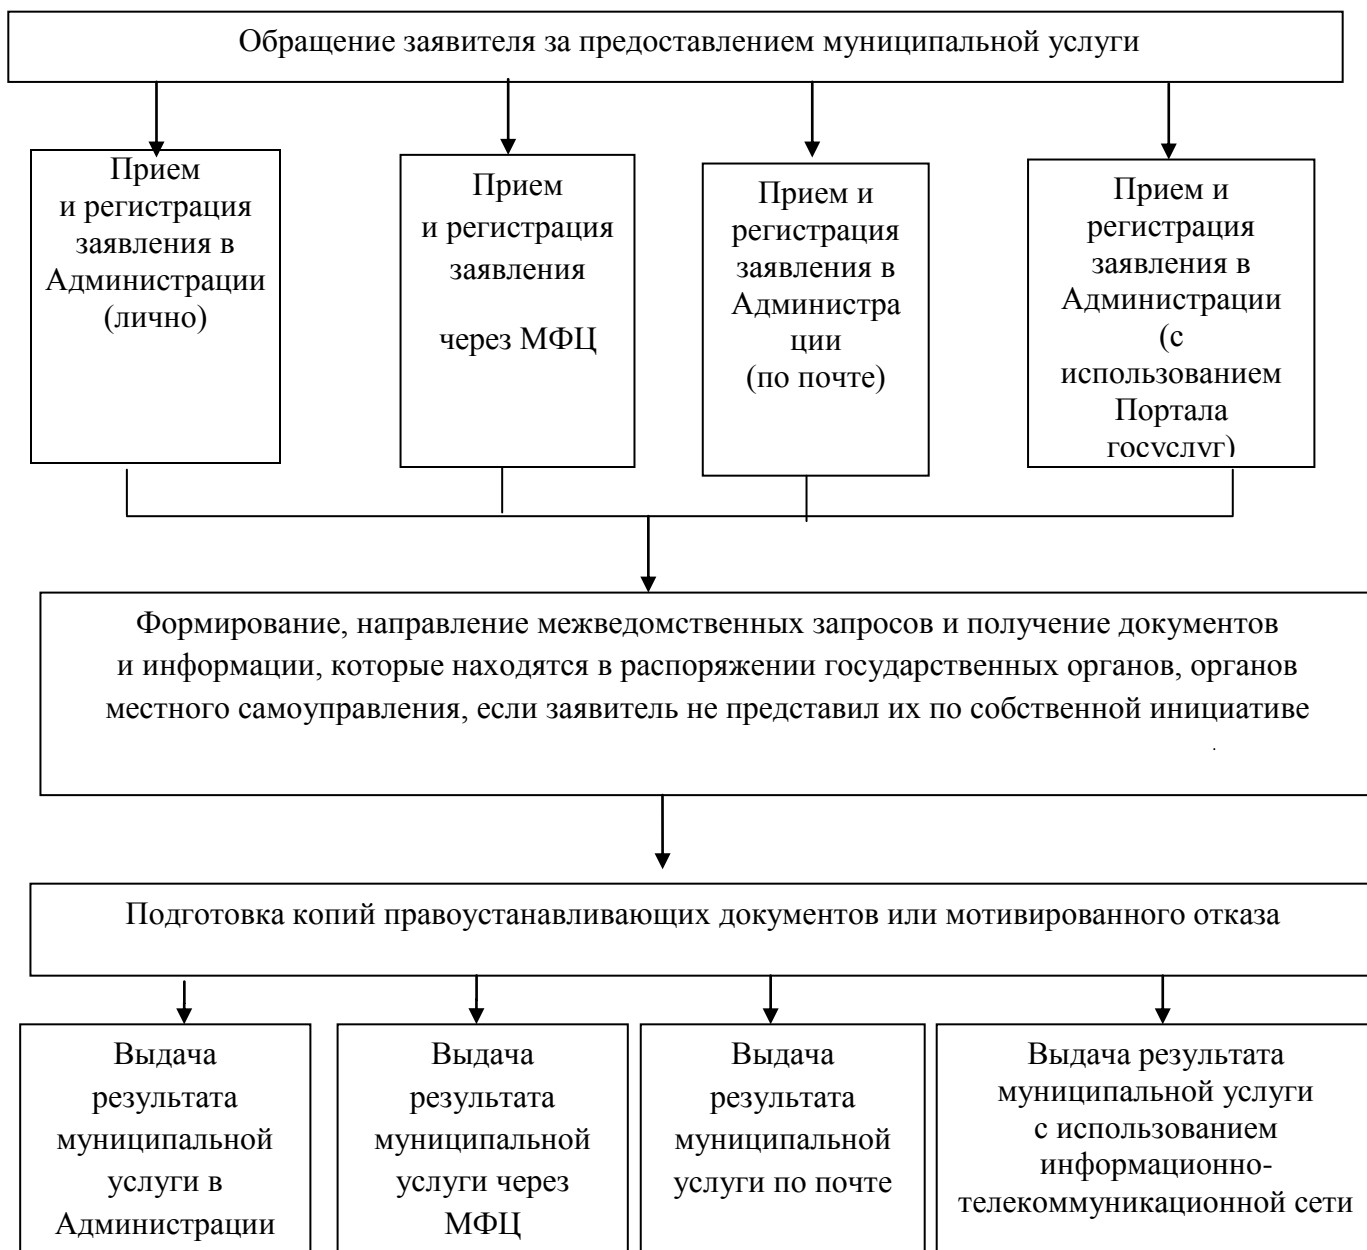 Обращение заявителя за предоставлением муниципальной услуги
Прием
и регистрация
заявления в
Администрации
(лично)
Прием
и регистрация
заявления
через МФЦ
Прием и
регистрация
заявления в
Администра
ции
(по почте)
Прием и
регистрация
заявления в
Администрации
(с
использованием
Портала
госуслуг)
Формирование, направление межведомственных запросов и получение документов
и информации, которые находятся в распоряжении государственных органов, органов
местного самоуправления, если заявитель не представил их по собственной инициативе
.
Подготовка копий правоустанавливающих документов или мотивированного отказа
Выдача
результата
муниципальной
услуги в
Администрации
Выдача
результата
муниципальной
услуги через
МФЦ
Выдача
результата
муниципальной
услуги по почте
Выдача результата
муниципальной услуги
с использованием
информационно-
телекоммуникационной сети